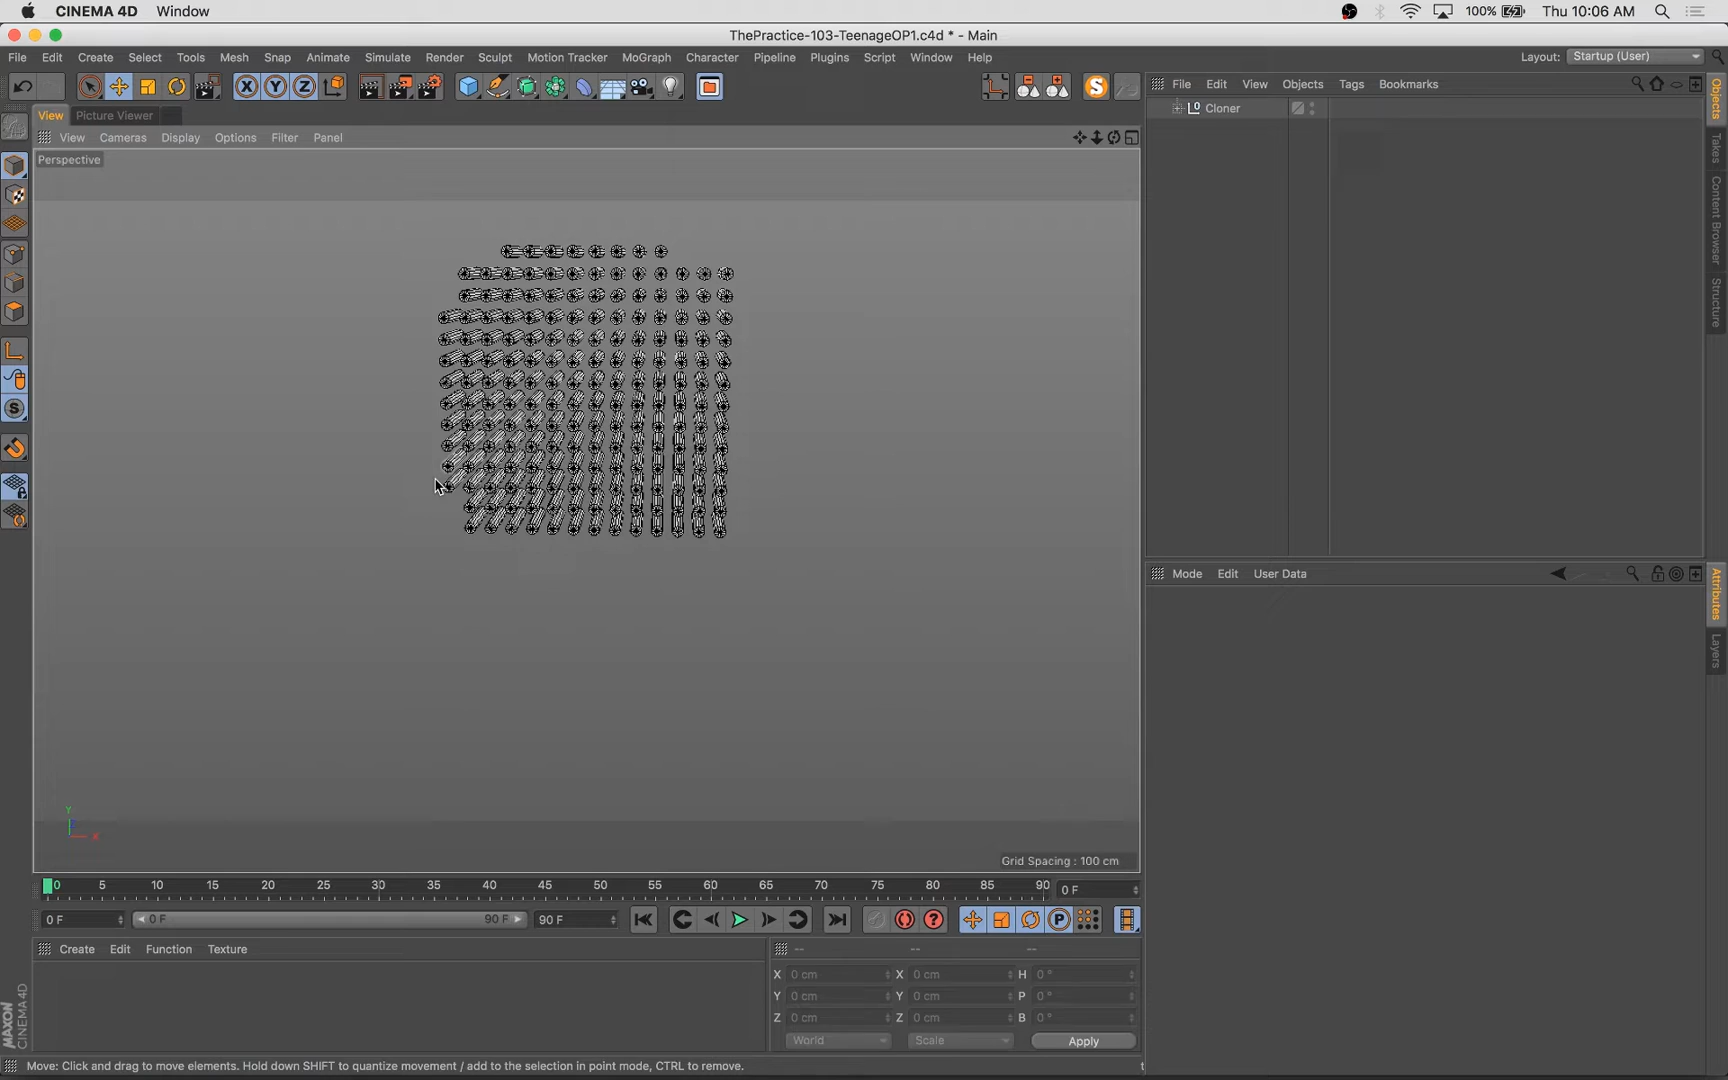 CINEMA 4D Window 100% Thu 10:06 AM
ThePractice-103-TeenageOP1.c4d * - Main
File Edit Create Select Tools Mesh Snap Animate Simulate Render Sculpt Motion Tracker MoGraph Character Pipeline Plugins Script Window Help Layout: Startup (User)
X Y Z S
File Edit View Objects Tags Bookmarks
View Picture Viewer
Cloner
View Cameras Display Options Filter Panel
Perspective
Objects
Takes
Content Browser
Structure
S
Mode Edit User Data
Attributes
Layers
Y
X
Grid Spacing : 100 cm
0 5 10 15 20 25 30 35 40 45 50 55 60 65 70 75 80 85 90 0 F
0 F 0 F 90 F 90 F ? P
Create Edit Function Texture -- -- --
X 0 cm X 0 cm H 0 °
Y 0 cm Y 0 cm P 0 °
Z 0 cm Z 0 cm B 0 °
World Scale Apply
MAXON
CINEMA 4D
Move: Click and drag to move elements. Hold down SHIFT to quantize movement / add to the selection in point mode, CTRL to remove.